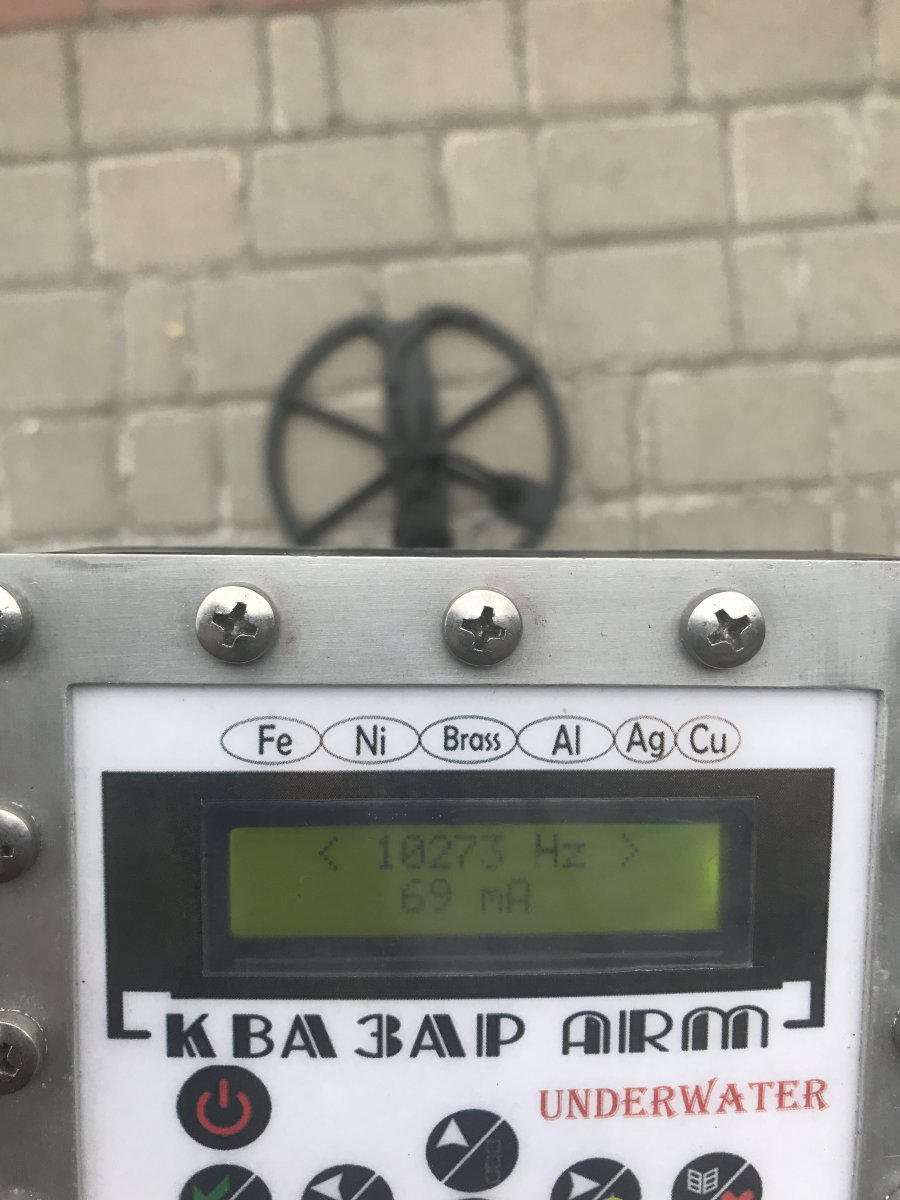 Fe Ni Brass Al Ag Cu
< 10273 Hz >
69 mA
КВАЗАР ARM
UNDERWATER